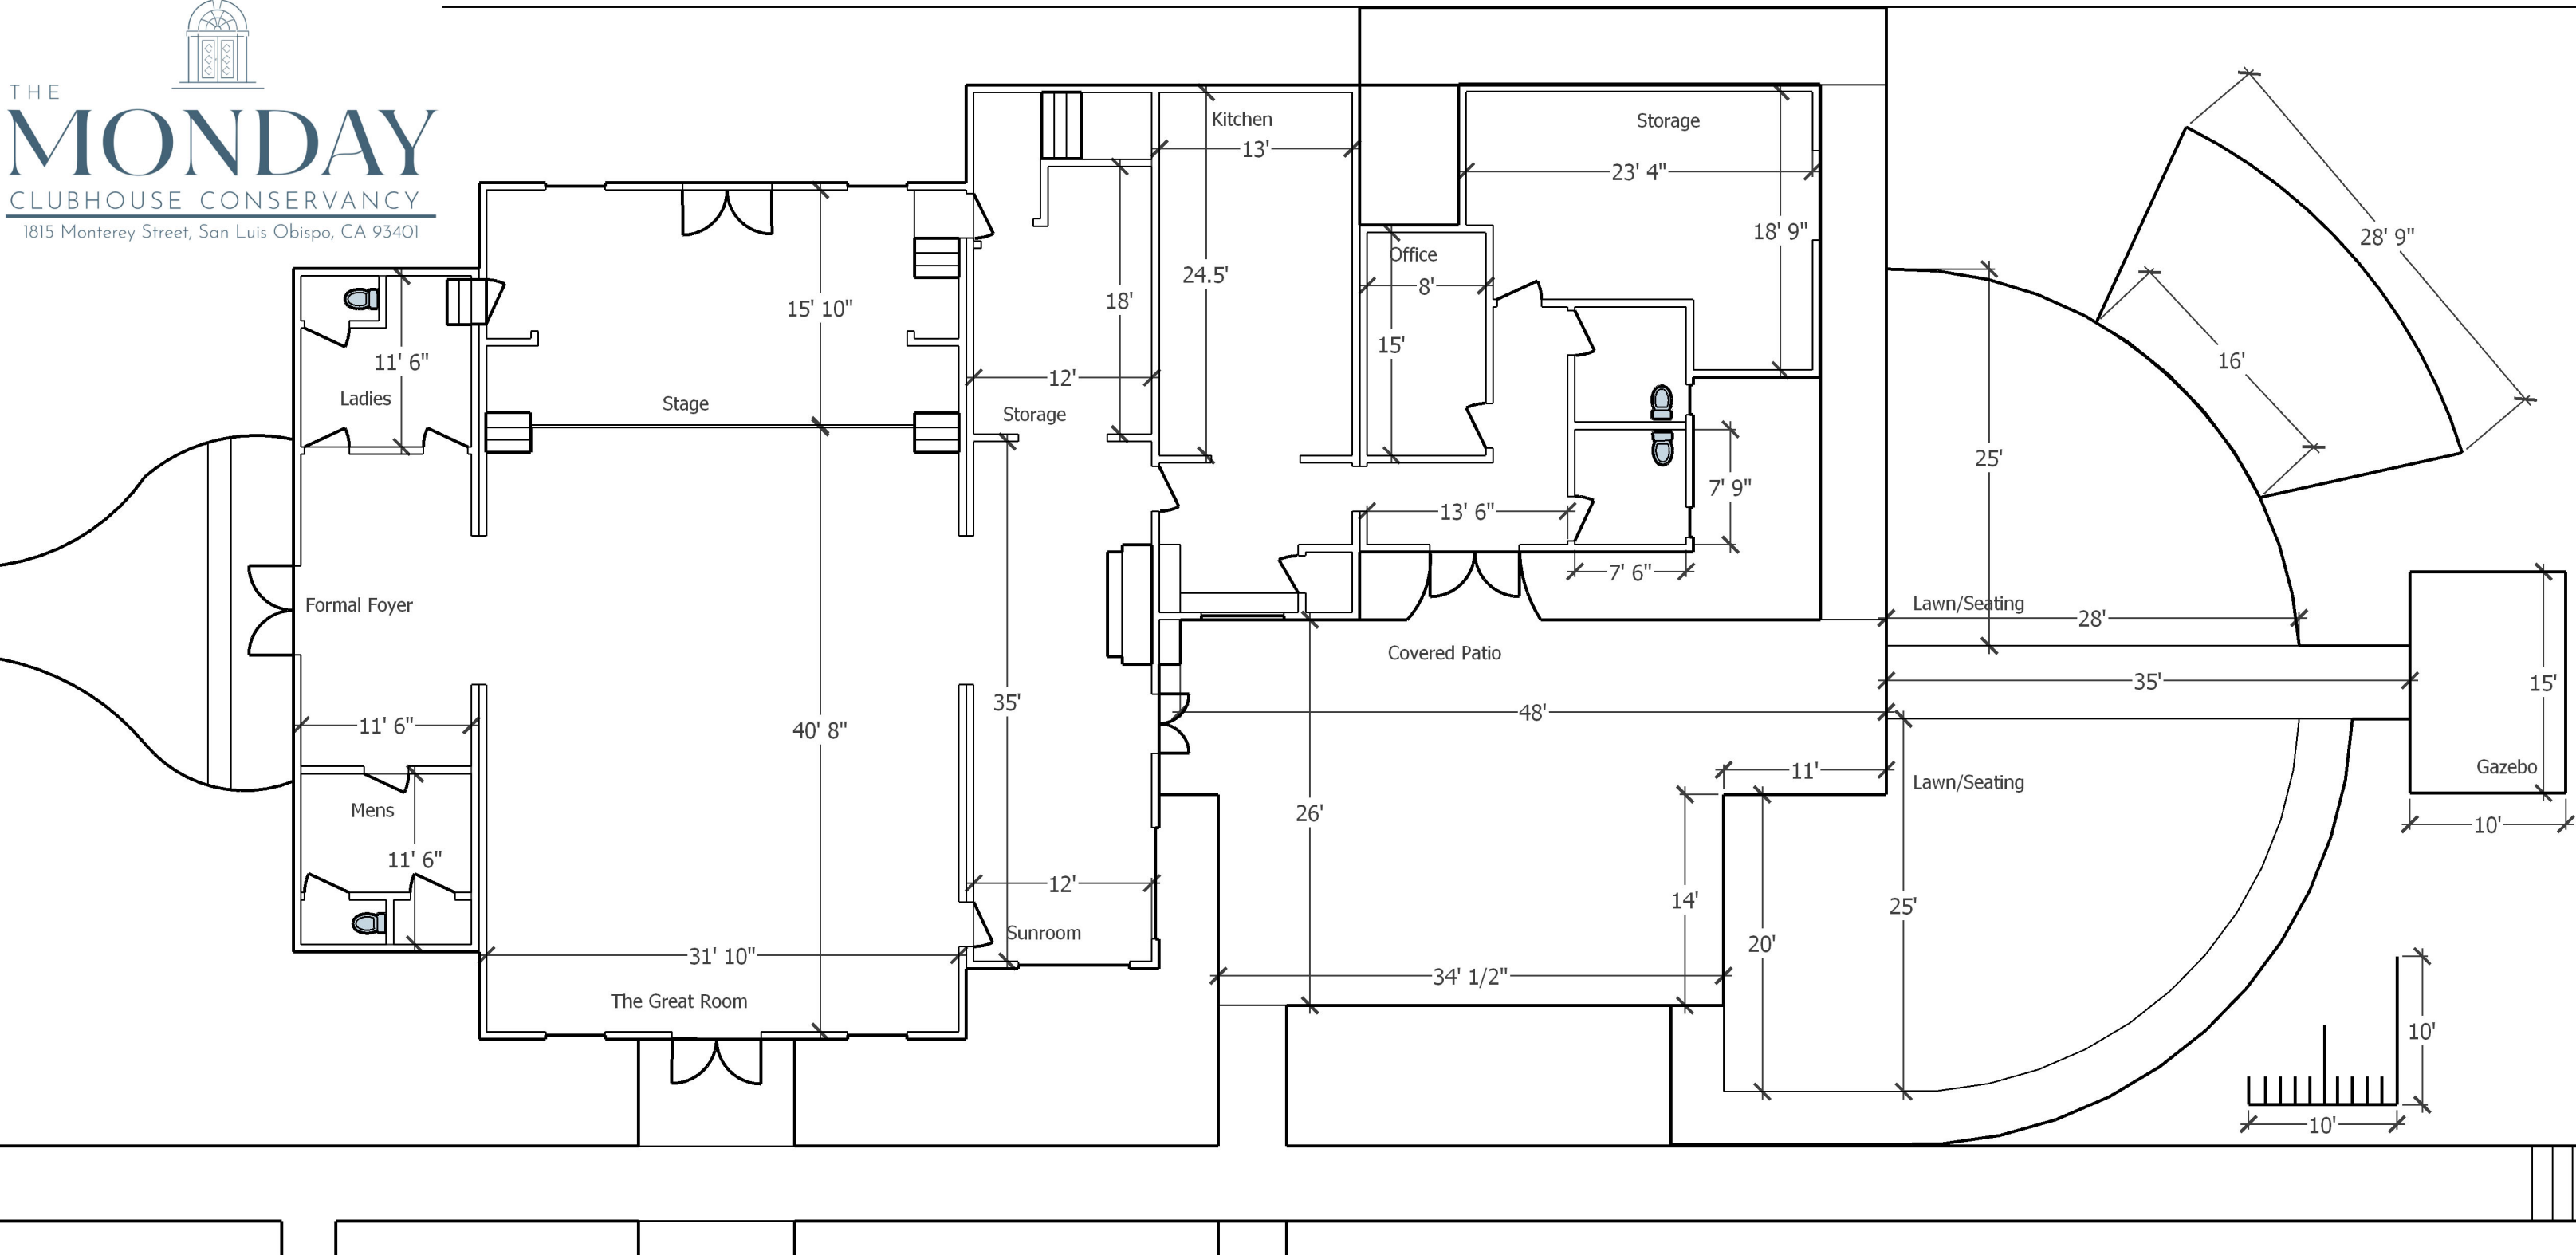 THE
MONDAY
CLUBHOUSE CONSERVANCY
1815 Monterey Street, San Luis Obispo, CA 93401
Kitchen
13'
24.5'
Storage
23' 4"
18' 9"
Office
8'
15'
28' 9"
16'
15' 10"
18'
12'
Storage
Stage
11' 6"
Ladies
13' 6"
7' 9"
7' 6"
25'
Lawn/Seating
28'
Formal Foyer
Covered Patio
35'
15'
Gazebo
10'
11' 6"
40' 8"
35'
48'
11'
Lawn/Seating
26'
Mens
11' 6"
12'
Sunroom
14'
20'
25'
31' 10"
34' 1/2"
The Great Room
10'
10'